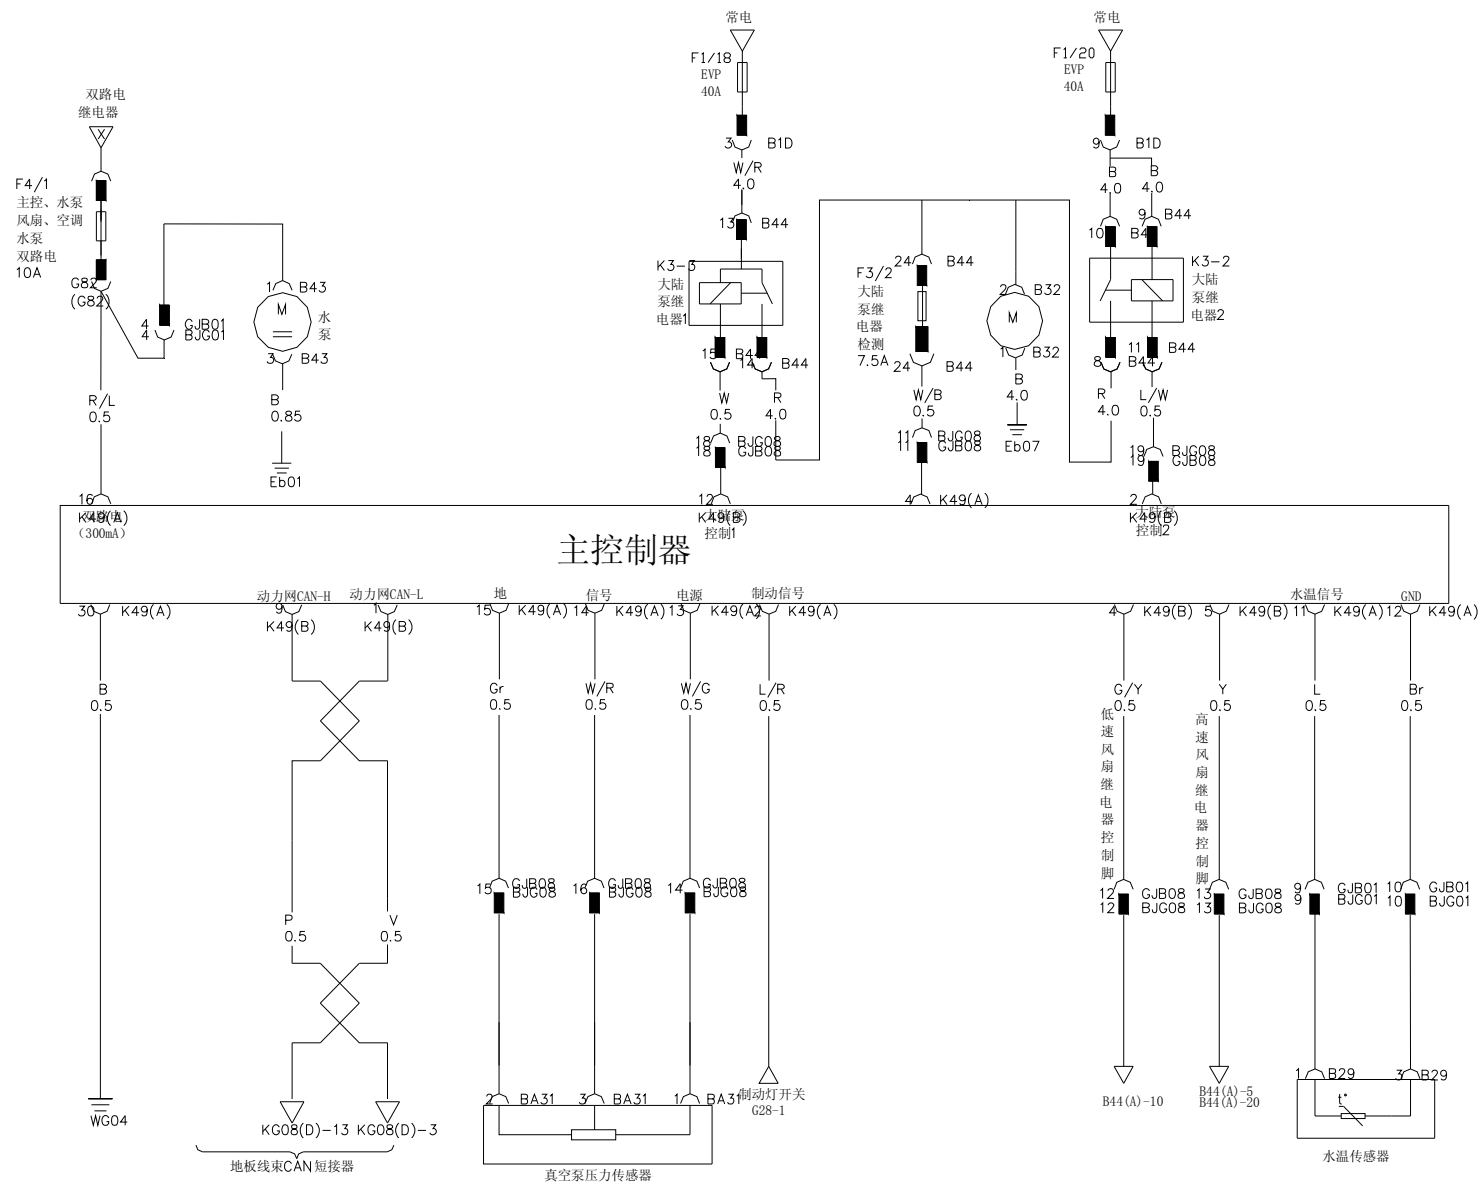 常电
常电
F1/18
EVP
40A
F1/20
EVP
40A
双路电
继电器
X
F4/1
主控、水泵
风扇、空调
水泵
双路电
10A
G82
(G82)
4 GJB01
4 BJG01
1 B43
M
水
泵
3 B43
B
0.85
Eb01
R/L
0.5
3 B1D
W/R
4.0
13 B44
K3-3
大陆
泵继
电器1
15 B44
14 B44
W
0.5
R
4.0
18 BJG08
18 GJB08
24 B44
F3/2
大陆
泵继
电器
检测
7.5A
24 B44
W/B
0.5
11 BJG08
11 GJB08
2 B32
M
1 B32
B
4.0
Eb07
9 B1D
B
4.0
B
4.0
9 B44
10 B44
K3-2
大陆
泵继
电器2
8 B44
11 B44
R
4.0
L/W
0.5
19 BJG08
19 GJB08
16
K49(A)
双路电
(300mA)
12
K49(B)
大陆泵
控制1
4 K49(A)
2
K49(B)
大陆泵
控制2
主控制器
动力网CAN-H
动力网CAN-L
地
信号
电源
制动信号
水温信号
GND
30 K49(A)
9
K49(B)
1
K49(B)
15 K49(A)
14 K49(A)
13 K49(A)
2 K49(A)
4 K49(B)
5 K49(B)
11 K49(A)
12 K49(A)
B
0.5
Gr
0.5
W/R
0.5
W/G
0.5
L/R
0.5
G/Y
0.5
Y
0.5
L
0.5
Br
0.5
低速风扇继电器控制脚
高速风扇继电器控制脚
15 GJB08
BJG08
16 GJB08
BJG08
14 GJB08
BJG08
12 GJB08
12 BJG08
13 GJB08
13 BJG08
9 GJB01
9 BJG01
10 GJB01
10 BJG01
P
0.5
V
0.5
WG04
KG08(D)-13
KG08(D)-3
地板线束CAN短接器
2 BA31
3 BA31
1 BA31
真空泵压力传感器
制动灯开关
G28-1
B44(A)-10
B44(A)-5
B44(A)-20
1 B29
3 B29
t°
水温传感器